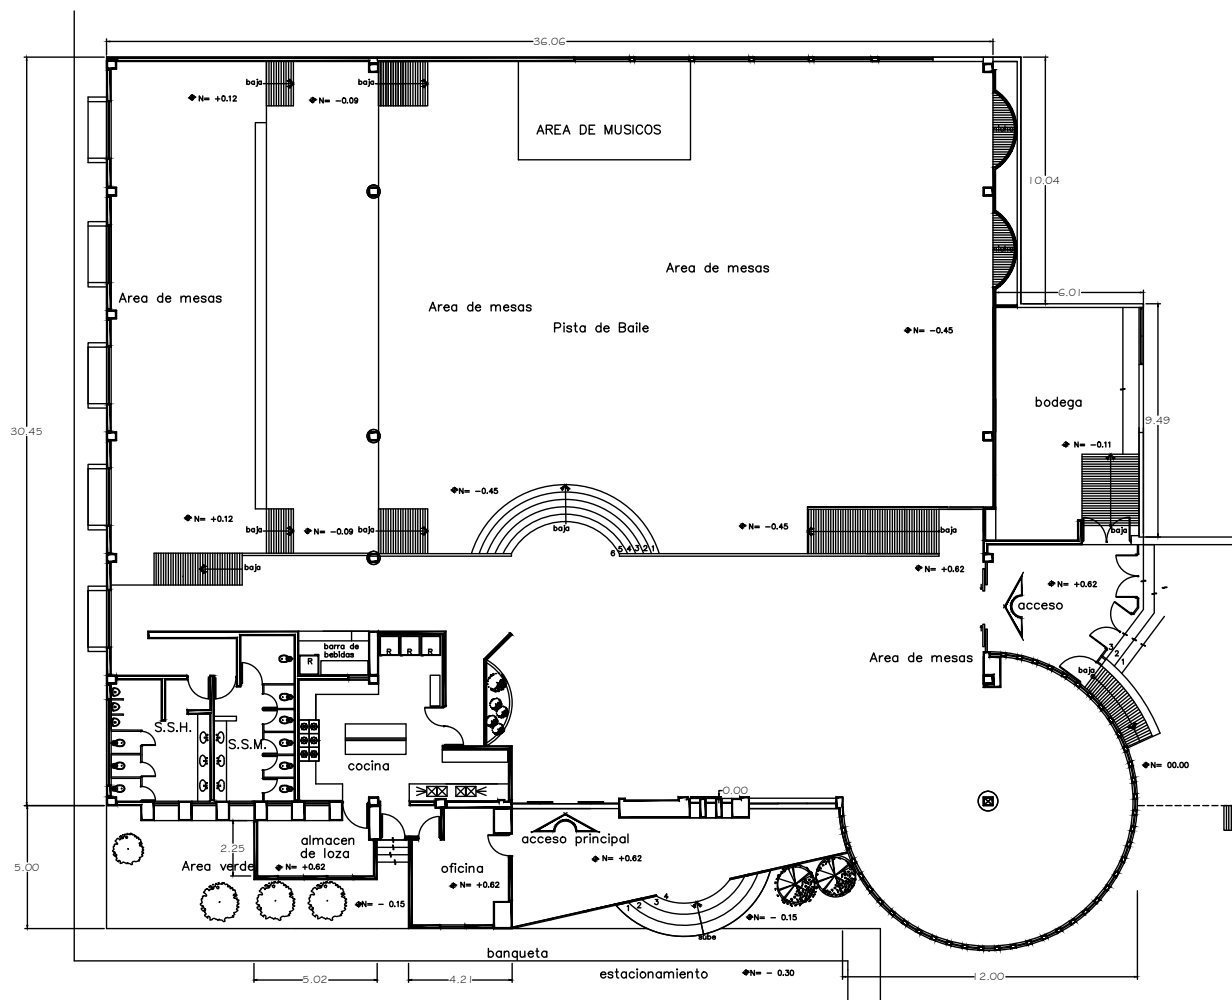 36.06
baja
baja
N= +0.12
N= -0.09
AREA DE MUSICOS
10.04
Area de mesas
6.01
Area de mesas
Area de mesas
Pista de Baile
N= -0.45
bodega
9.49
30.45
N= -0.11
N= -0.45
N= +0.12
baja
N= -0.09
baja
baja
N= -0.45
baja
baja
6 5 4 3 2 1
baja
N= +0.62
N= +0.62
acceso
barra de
bebidas
R
R R R
Area de mesas
3
2
1
baja
S.S.H.
S.S.M.
cocina
N= 00.00
0.00
2.25
almacen
de loza
acceso principal
5.00
Area verde
N= +0.62
oficina
N= +0.62
N= +0.62
N= - 0.15
1 2 3 4
N= - 0.15
sube
banqueta
estacionamiento
N= - 0.30
5.02
4.21
12.00